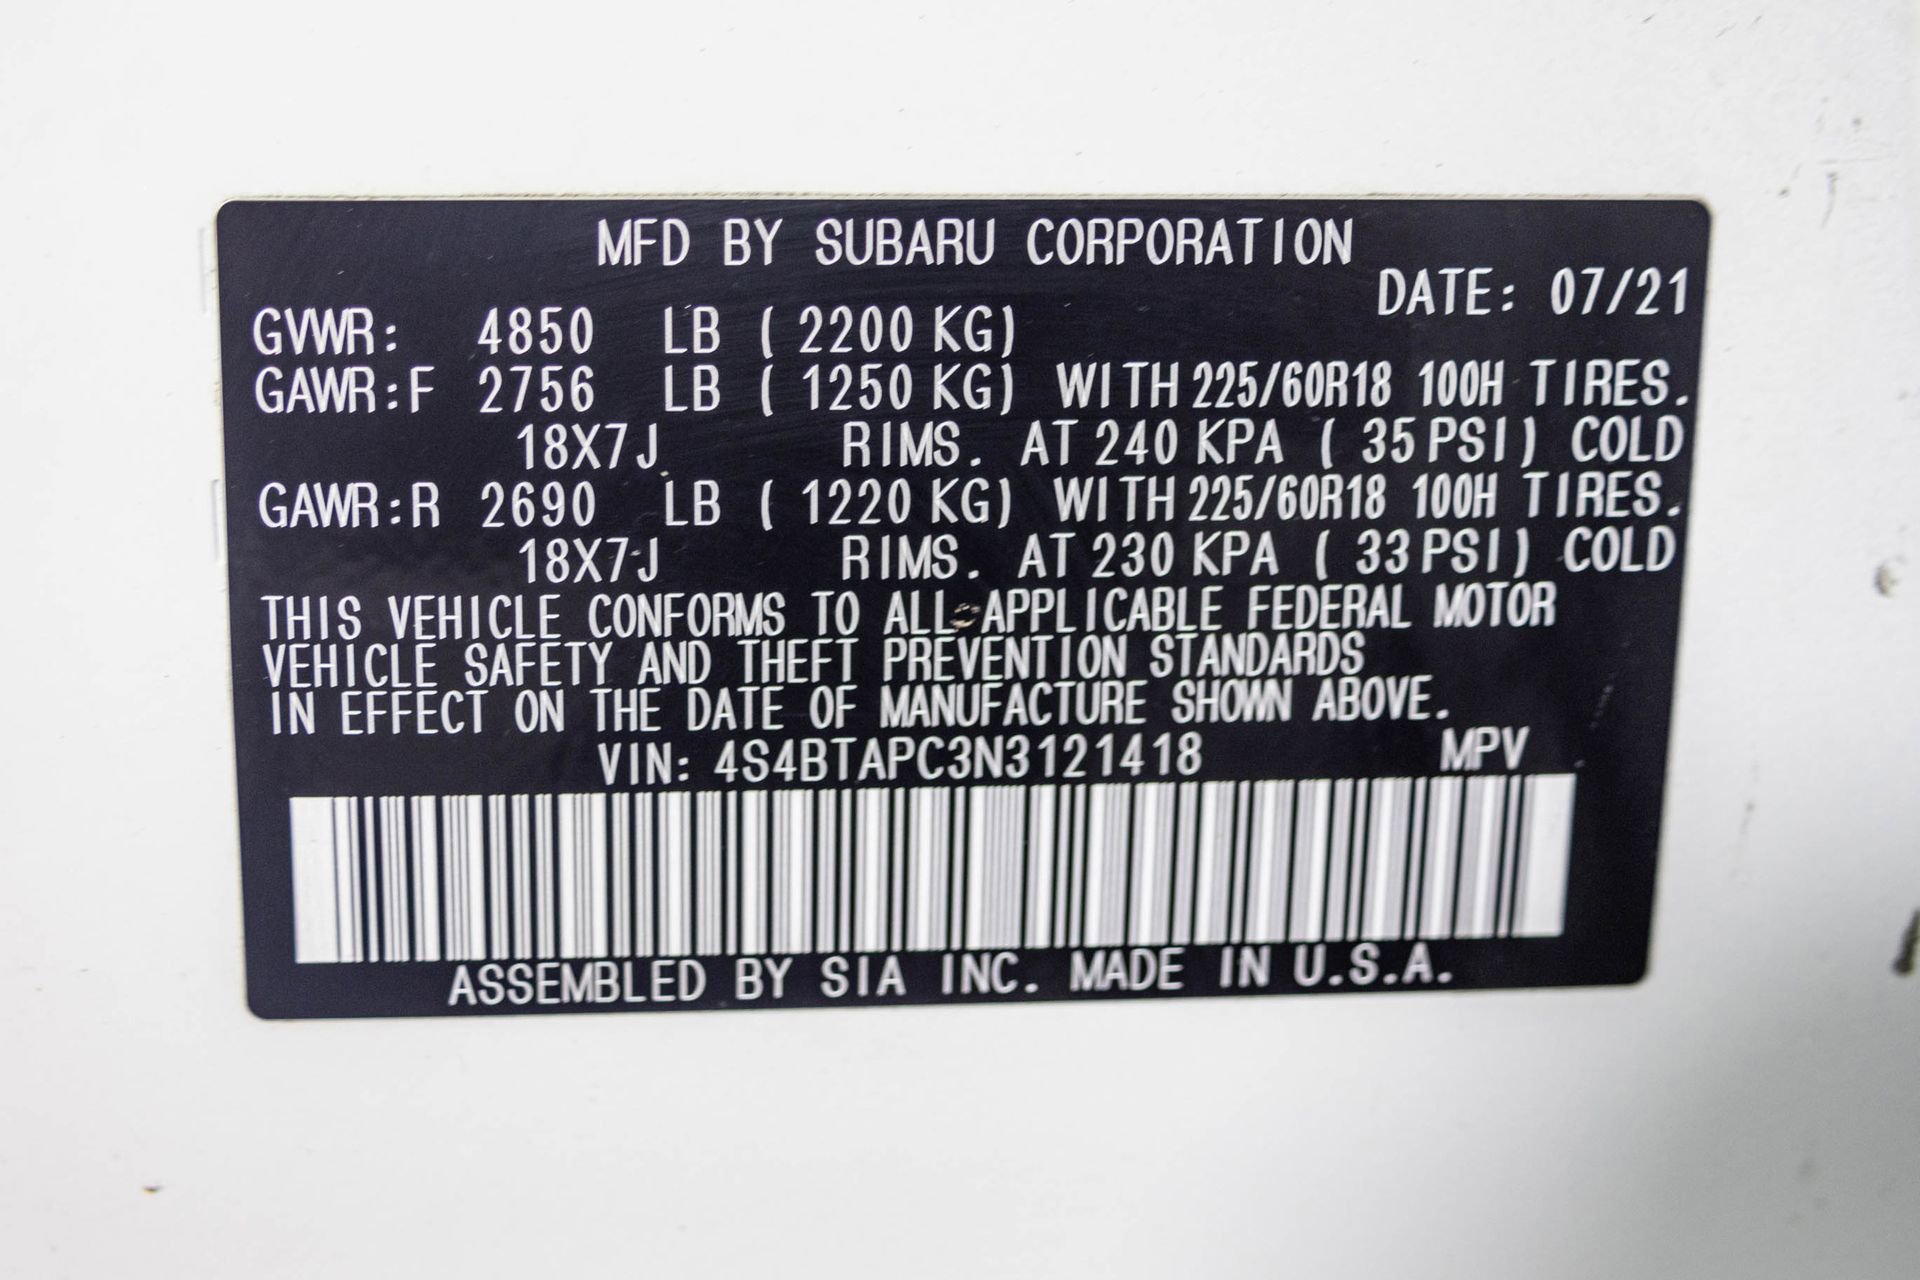 MFD BY SUBARU CORPORATION
DATE: 07/21
GVWR: 4850 LB ( 2200 KG)
GAWR:F 2756 LB ( 1250 KG) WITH 225/60R18 100H TIRES.
18X7J RIMS. AT 240 KPA ( 35 PSI) COLD
GAWR:R 2690 LB ( 1220 KG) WITH 225/60R18 100H TIRES.
18X7J RIMS. AT 230 KPA ( 33 PSI) COLD
THIS VEHICLE CONFORMS TO ALL APPLICABLE FEDERAL MOTOR
VEHICLE SAFETY AND THEFT PREVENTION STANDARDS
IN EFFECT ON THE DATE OF MANUFACTURE SHOWN ABOVE.
VIN: 4S4BTAPC3N3121418 MPV
ASSEMBLED BY SIA INC. MADE IN U.S.A.